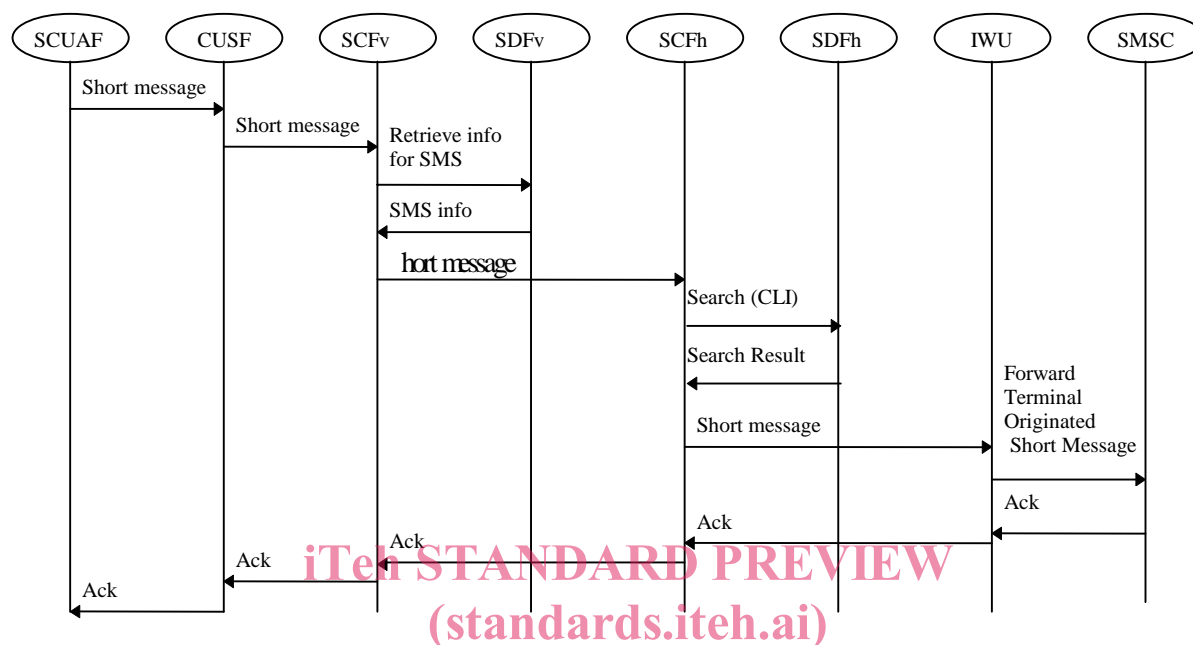 SCUAF CUSF SCFv SDFv SCFh SDFh IWU SMSC
Short message
Short message
Retrieve info
for SMS
SMS info
hort message
Search (CLI)
Search Result
Forward
Terminal
Originated
Short Message
Short message
Ack
Ack
Ack
Ack
Ack
iTeh STANDARD PREVIEW
(standards.iteh.ai)